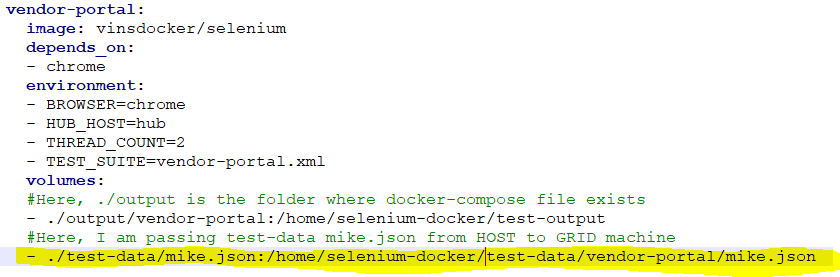 vendor-portal:
image: vinsdocker/selenium
depends_on:
- chrome
environment:
- BROWSER=chrome
- HUB_HOST=hub
- THREAD_COUNT=2
- TEST_SUITE=vendor-portal.xml
volumes:
#Here, ./output is the folder where docker-compose file exists
- ./output/vendor-portal:/home/selenium-docker/test-output
#Here, I am passing test-data mike.json from HOST to GRID machine
- ./test-data/mike.json:/home/selenium-docker/test-data/vendor-portal/mike.json